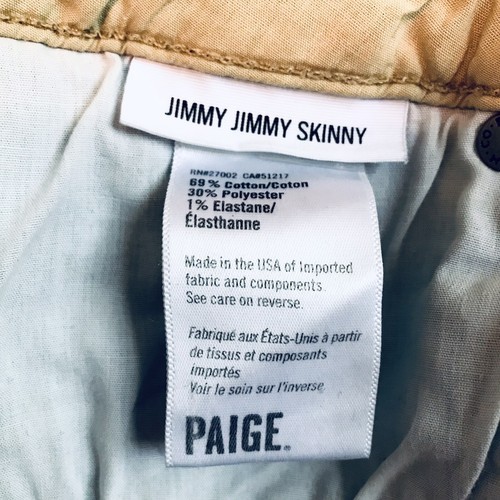 JIMMY JIMMY SKINNY
RN#27002 CA#51217
69% Cotton/Coton
30% Polyester
1% Elastane/
Élasthanne
Made in the USA of imported
fabric and components.
See care on reverse.
Fabriqué aux États-Unis à partir
de tissus et composants
importés
Voir le soin sur l'inverse.
PAIGE